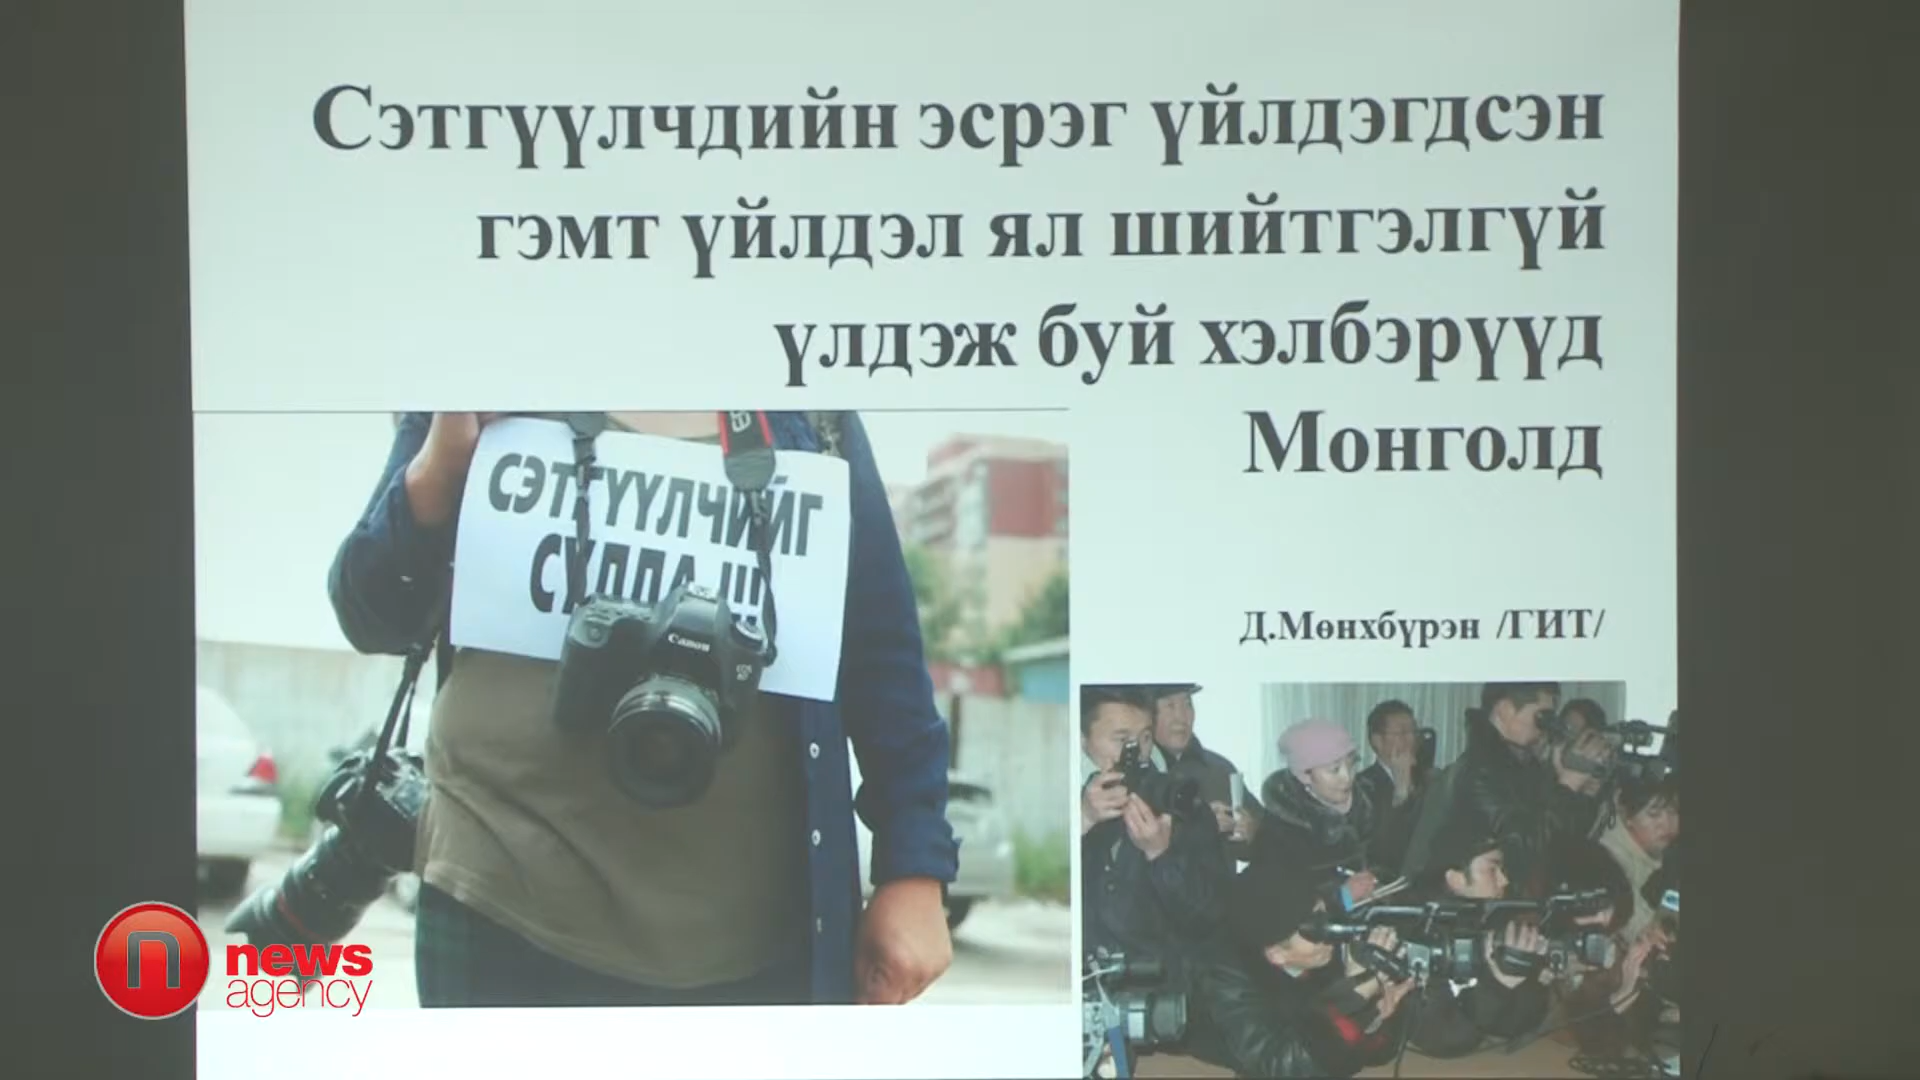 Сэтгүүлчдийн эсрэг үйлдэгдсэн
гэмт үйлдэл ял шийтгэлгүй
үлдэж буй хэлбэрүүд
Монголд
СЭТГҮҮЛЧИЙГ
!!!
Canon
Д.Мөнхбүрэн /ГИТ/
n news
agency